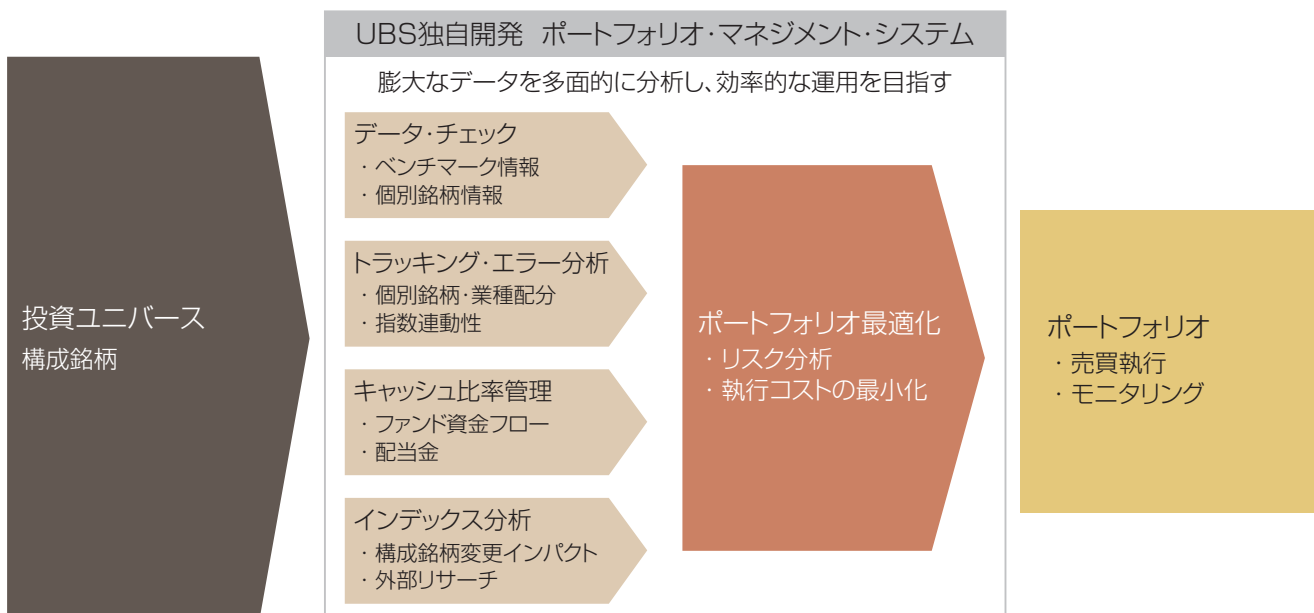 UBS独自開発 ポートフォリオ・マネジメント・システム
膨大なデータを多面的に分析し、効率的な運用を目指す
投資ユニバース
構成銘柄
データ・チェック
・ベンチマーク情報
・個別銘柄情報
トラッキング・エラー分析
・個別銘柄・業種配分
・指数連動性
キャッシュ比率管理
・ファンド資金フロー
・配当金
インデックス分析
・構成銘柄変更インパクト
・外部リサーチ
ポートフォリオ最適化
・リスク分析
・執行コストの最小化
ポートフォリオ
・売買執行
・モニタリング